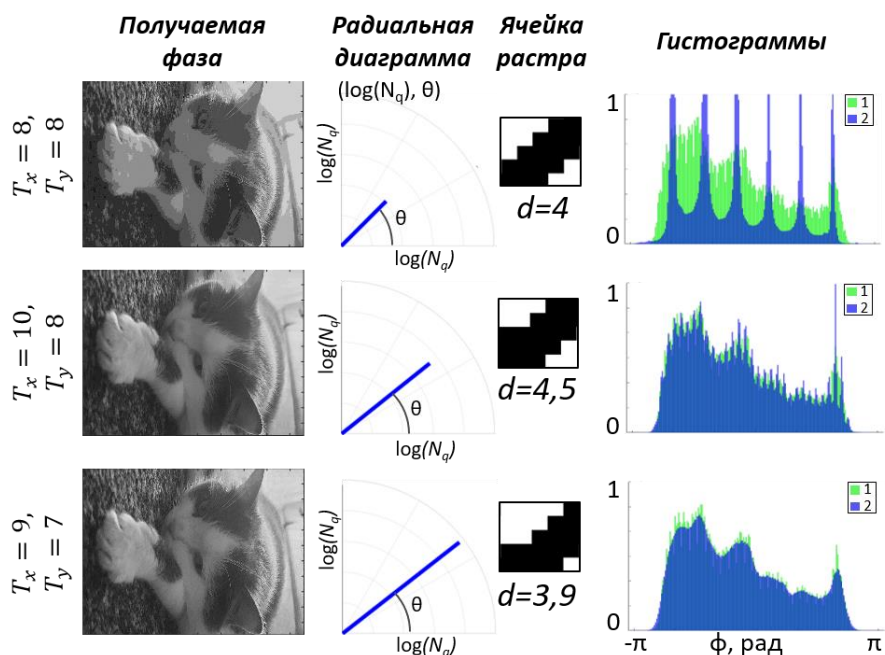 Получаемая
фаза
Радиальная
диаграмма
(log(N_q), θ)
Ячейка
растра
Гистограммы
T_x = 8,
T_y = 8
log(N_q)
θ
log(N_q)
d=4
1
0
1
2
T_x = 10,
T_y = 8
log(N_q)
θ
log(N_q)
d=4,5
1
0
1
2
T_x = 9,
T_y = 7
log(N_q)
θ
log(N_q)
d=3,9
1
0
1
2
-π
ф, рад
π